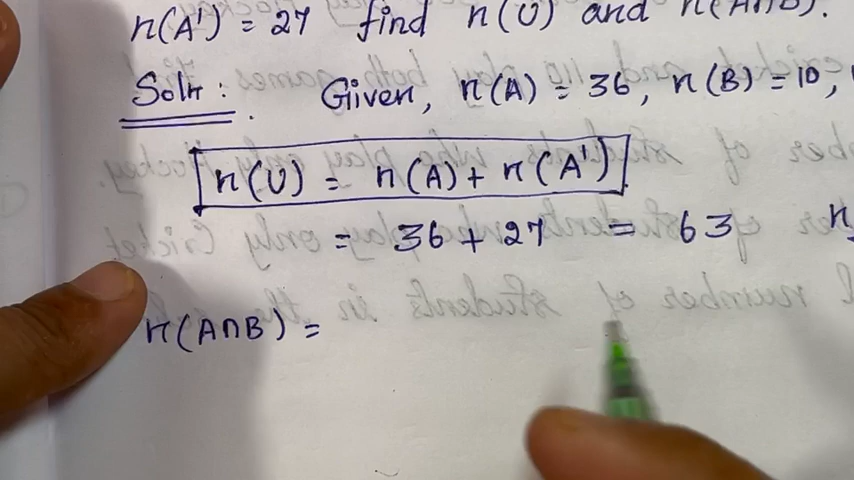 n(A') = 27 find n(U) and n(A∩B).
Soln: Given, n(A) = 36, n(B) = 10,
n(U) = n(A) + n(A')
= 36 + 27 = 63
n(A∩B) =